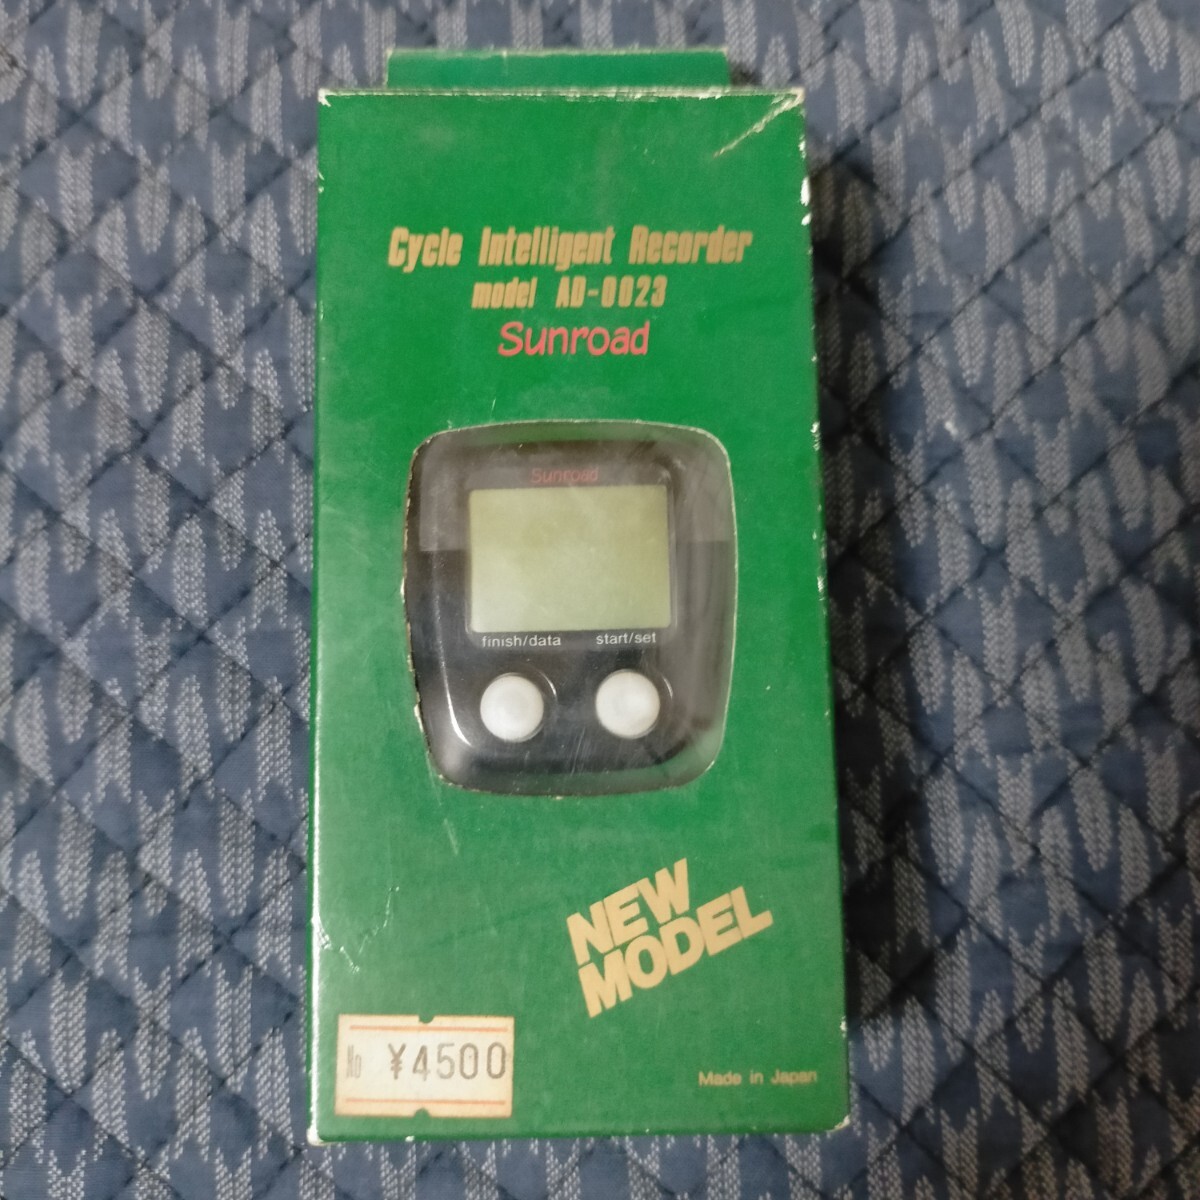 Cycle Intelligent Recorder
model AD-0023
Sunroad
Sunroad
finish/data start/set
NEW
MODEL
No ¥4500
Made in Japan